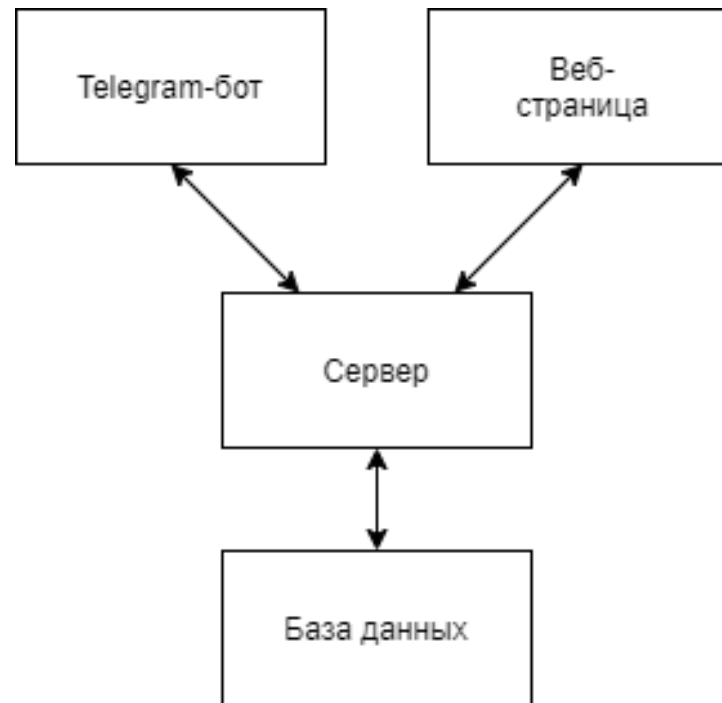 Telegram-бот
Веб-
страница
Сервер
База данных